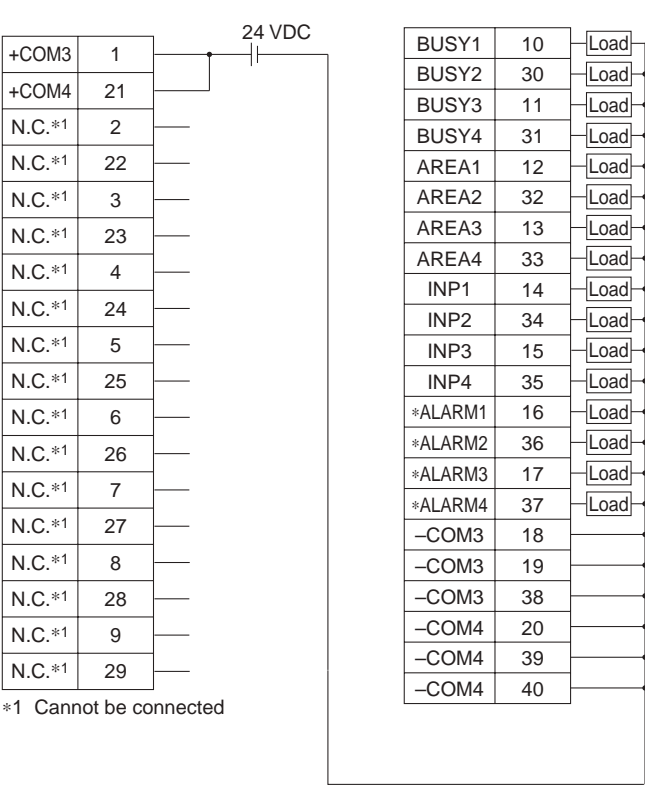 24 VDC
+COM3 1
+COM4 21
N.C.*1 2
N.C.*1 22
N.C.*1 3
N.C.*1 23
N.C.*1 4
N.C.*1 24
N.C.*1 5
N.C.*1 25
N.C.*1 6
N.C.*1 26
N.C.*1 7
N.C.*1 27
N.C.*1 8
N.C.*1 28
N.C.*1 9
N.C.*1 29
*1 Cannot be connected
BUSY1 10 Load
BUSY2 30 Load
BUSY3 11 Load
BUSY4 31 Load
AREA1 12 Load
AREA2 32 Load
AREA3 13 Load
AREA4 33 Load
INP1 14 Load
INP2 34 Load
INP3 15 Load
INP4 35 Load
*ALARM1 16 Load
*ALARM2 36 Load
*ALARM3 17 Load
*ALARM4 37 Load
–COM3 18
–COM3 19
–COM3 38
–COM4 20
–COM4 39
–COM4 40